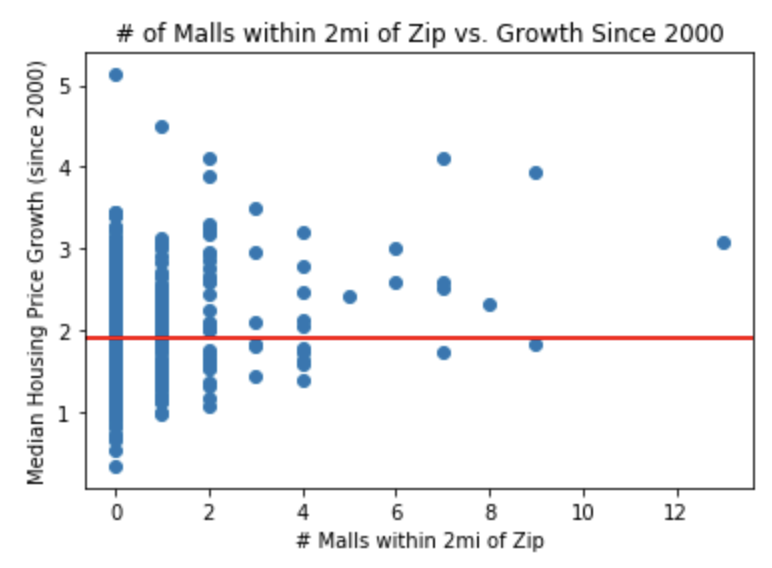 # of Malls within 2mi of Zip vs. Growth Since 2000
Median Housing Price Growth (since 2000)
5
4
3
2
1
0 2 4 6 8 10 12
# Malls within 2mi of Zip